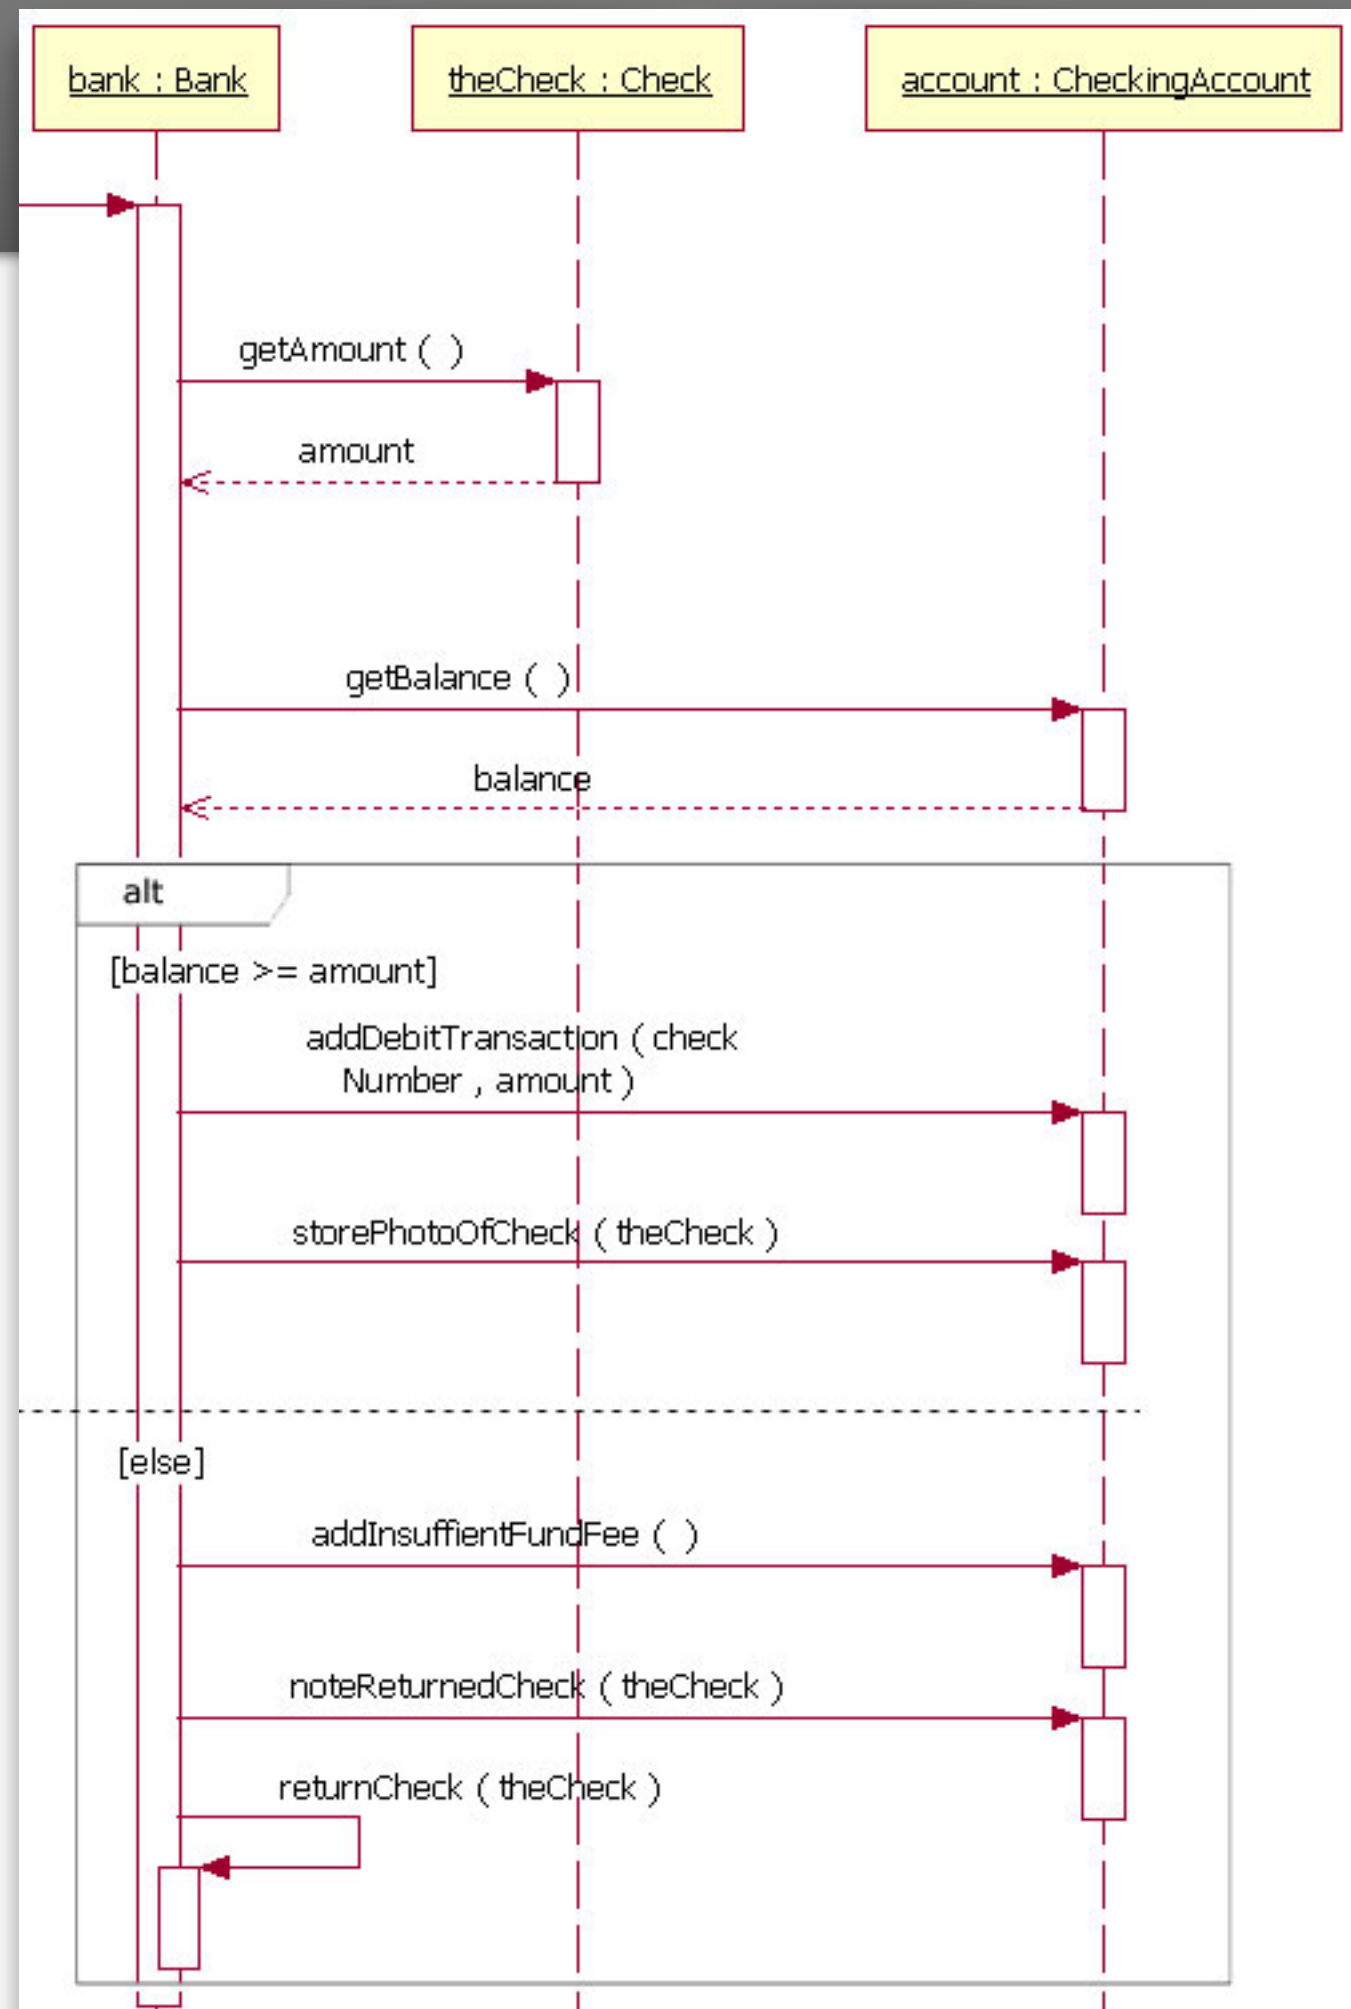 bank : Bank
theCheck : Check
account : CheckingAccount
getAmount ( )
amount
getBalance ( )
balance
alt
[balance >= amount]
addDebitTransaction ( check
Number , amount )
storePhotoOfCheck ( theCheck )
[else]
addInsuffientFundFee ( )
noteReturnedCheck ( theCheck )
returnCheck ( theCheck )